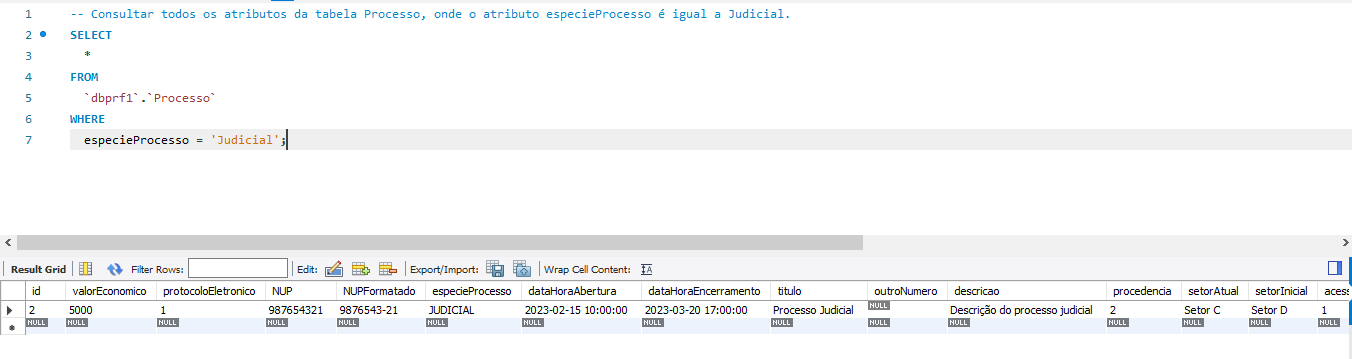 1 -- Consultar todos os atributos da tabela Processo, onde o atributo especieProcesso é igual a Judicial.
2 SELECT
3 *
4 FROM
5 `dbprf1`.`Processo`
6 WHERE
7 especieProcesso = 'Judicial';
Result Grid Filter Rows: Edit: Export/Import: Wrap Cell Content: IA
id valorEconomico protocoloEletronico NUP NUPFormatado especieProcesso dataHoraAbertura dataHoraEncerramento titulo outroNumero descricao procedencia setorAtual setorInicial acess
2 5000 1 987654321 9876543-21 JUDICIAL 2023-02-15 10:00:00 2023-03-20 17:00:00 Processo Judicial NULL Descrição do processo judicial 2 Setor C Setor D 1
NULL NULL NULL NULL NULL NULL NULL NULL NULL NULL NULL NULL NULL NULL NULL